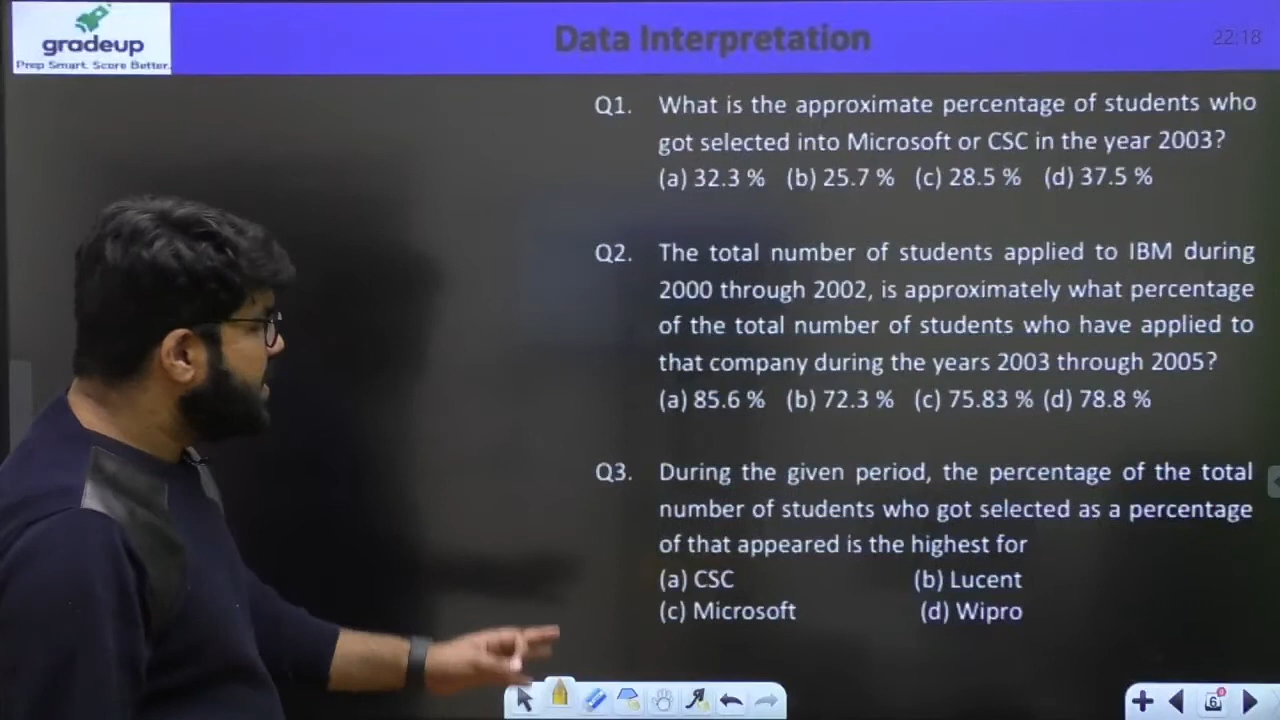 gradeup
Prep Smart. Score Better.
Data Interpretation
22:18
Q1. What is the approximate percentage of students who
got selected into Microsoft or CSC in the year 2003?
(a) 32.3 % (b) 25.7 % (c) 28.5 % (d) 37.5 %
Q2. The total number of students applied to IBM during
2000 through 2002, is approximately what percentage
of the total number of students who have applied to
that company during the years 2003 through 2005?
(a) 85.6 % (b) 72.3 % (c) 75.83 % (d) 78.8 %
Q3. During the given period, the percentage of the total
number of students who got selected as a percentage
of that appeared is the highest for
(a) CSC (b) Lucent
(c) Microsoft (d) Wipro
6